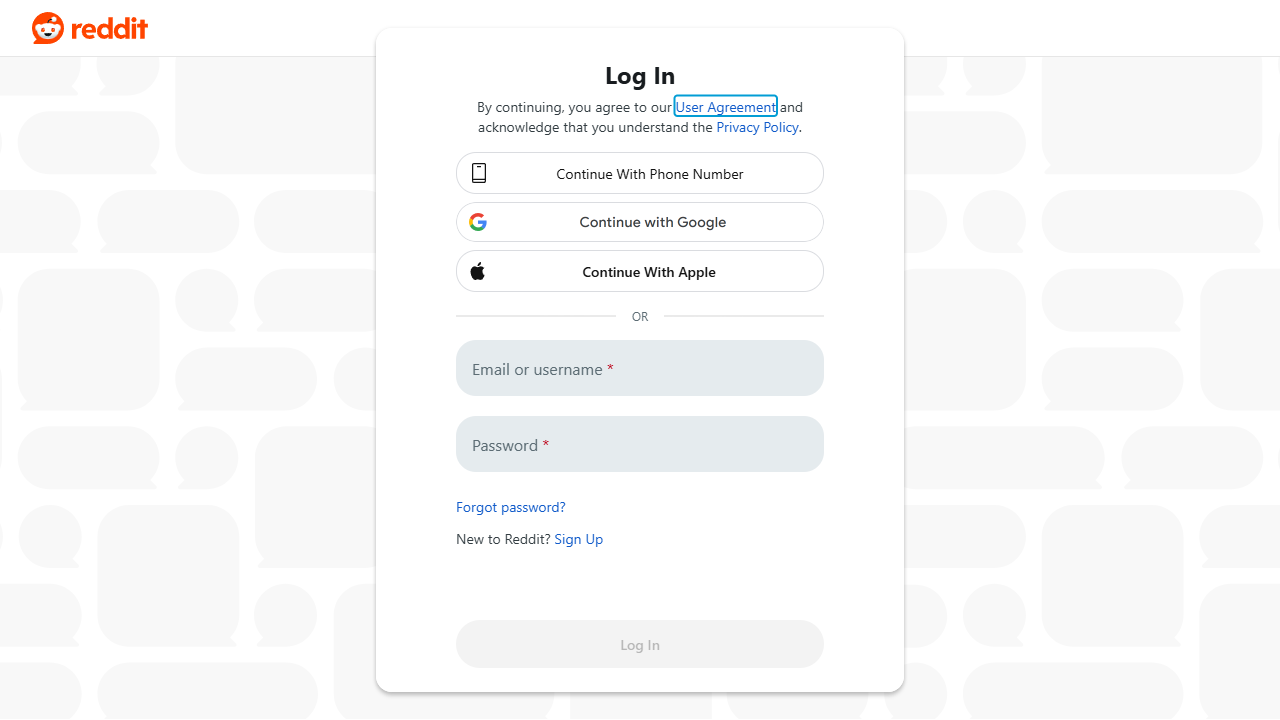 reddit
Log In
By continuing, you agree to our User Agreement and
acknowledge that you understand the Privacy Policy.
Continue With Phone Number
Continue with Google
Continue With Apple
OR
Email or username *
Password *
Forgot password?
New to Reddit? Sign Up
Log In